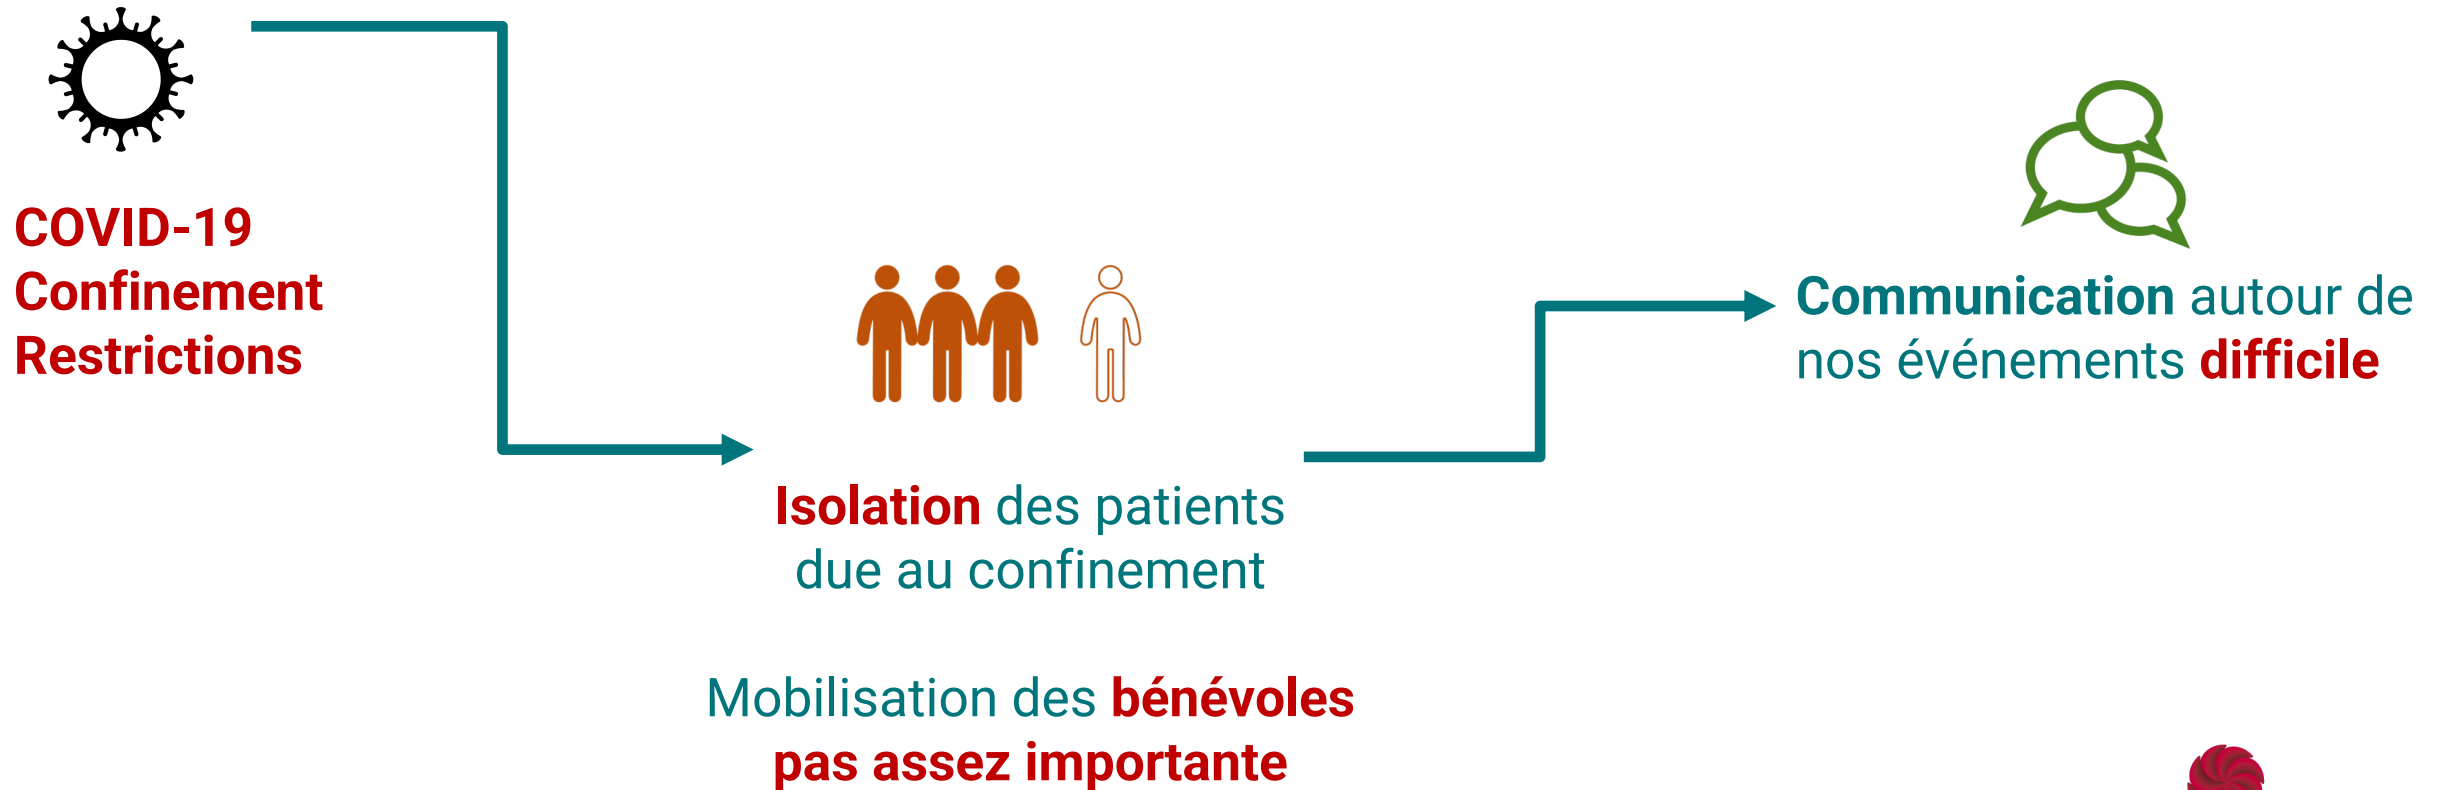 COVID-19
Confinement
Restrictions
Isolation des patients
due au confinement
Mobilisation des bénévoles
pas assez importante
Communication autour de
nos événements difficile